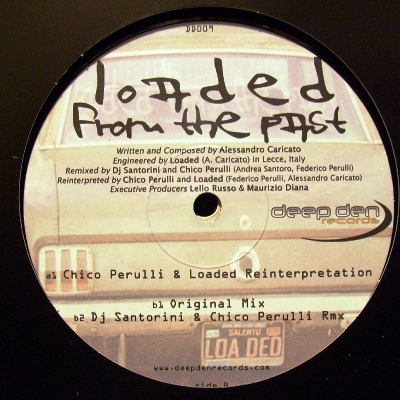 DD009
loaded
From the past
Written and Composed by Alessandro Caricato
Engineered by Loaded (A. Caricato) in Lecce, Italy
Remixed by Dj Santorini and Chico Perulli (Andrea Santoro, Federico Perulli)
Reinterpreted by Chico Perulli and Loaded (Federico Perulli, Alessandro Caricato)
Executive Producers Lello Russo & Maurizio Diana
deep den
records
a1 Chico Perulli & Loaded Reinterpretation
b1 Original Mix
b2 Dj Santorini & Chico Perulli Rmx
SALENTO
LOA DED
www.deepdenrecords.com
side B